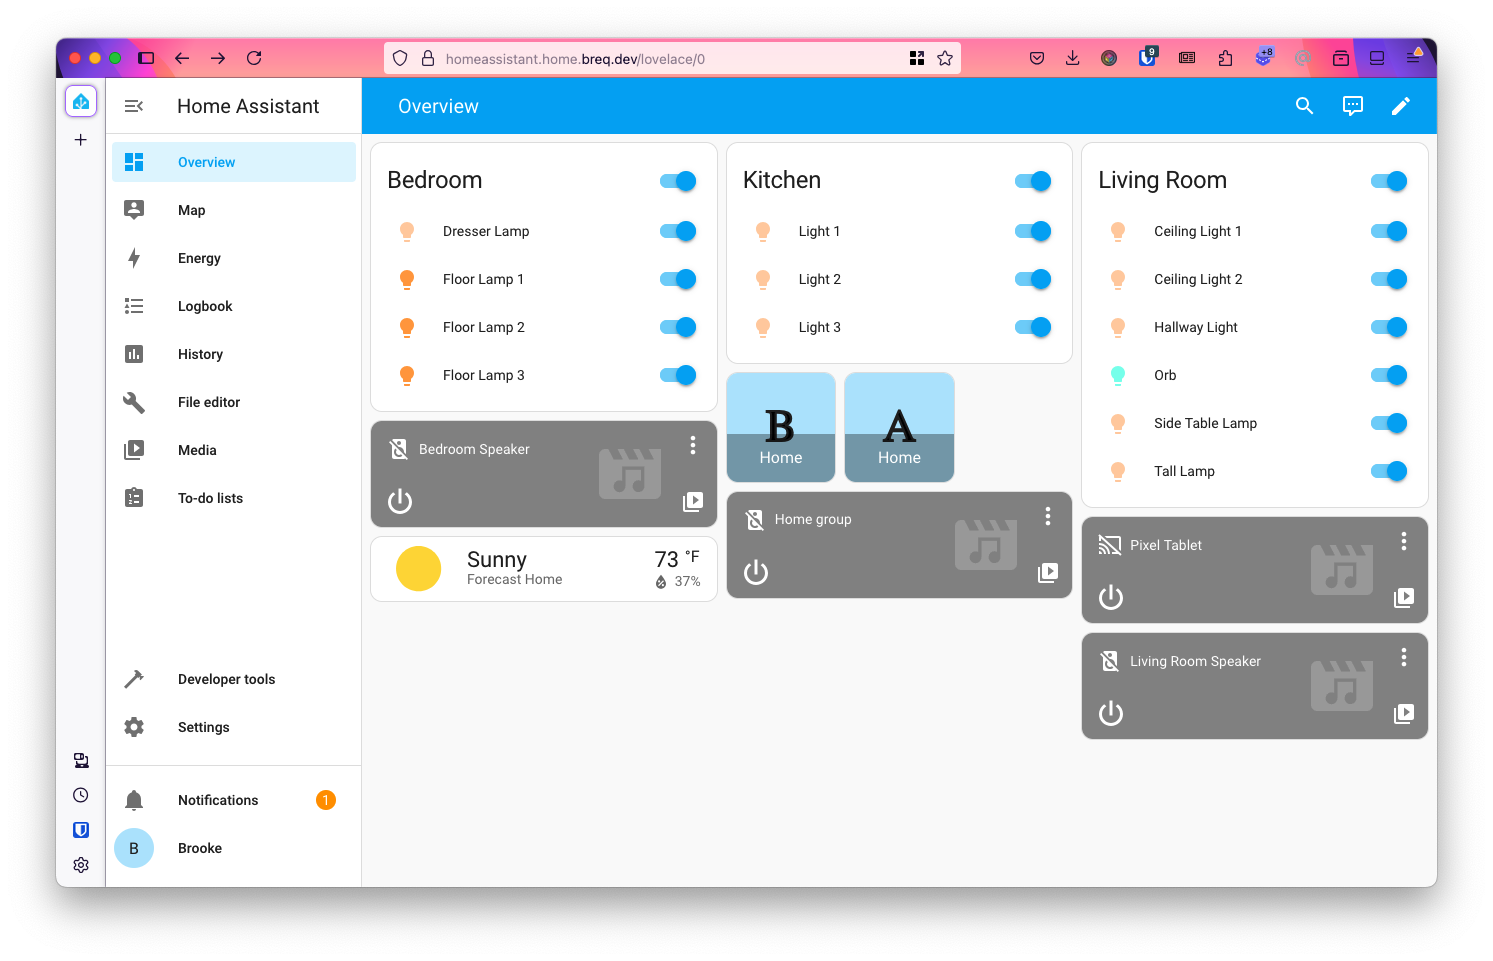 homeassistant.home.breq.dev/lovelace/0
9
+8
Home Assistant
Overview
Overview
Map
Energy
Logbook
History
File editor
Media
To-do lists
Developer tools
Settings
Notifications
1
B
Brooke
Bedroom
Dresser Lamp
Floor Lamp 1
Floor Lamp 2
Floor Lamp 3
Bedroom Speaker
Sunny
73 °F
Forecast Home
37%
Kitchen
Light 1
Light 2
Light 3
B
Home
A
Home
Home group
Living Room
Ceiling Light 1
Ceiling Light 2
Hallway Light
Orb
Side Table Lamp
Tall Lamp
Pixel Tablet
Living Room Speaker